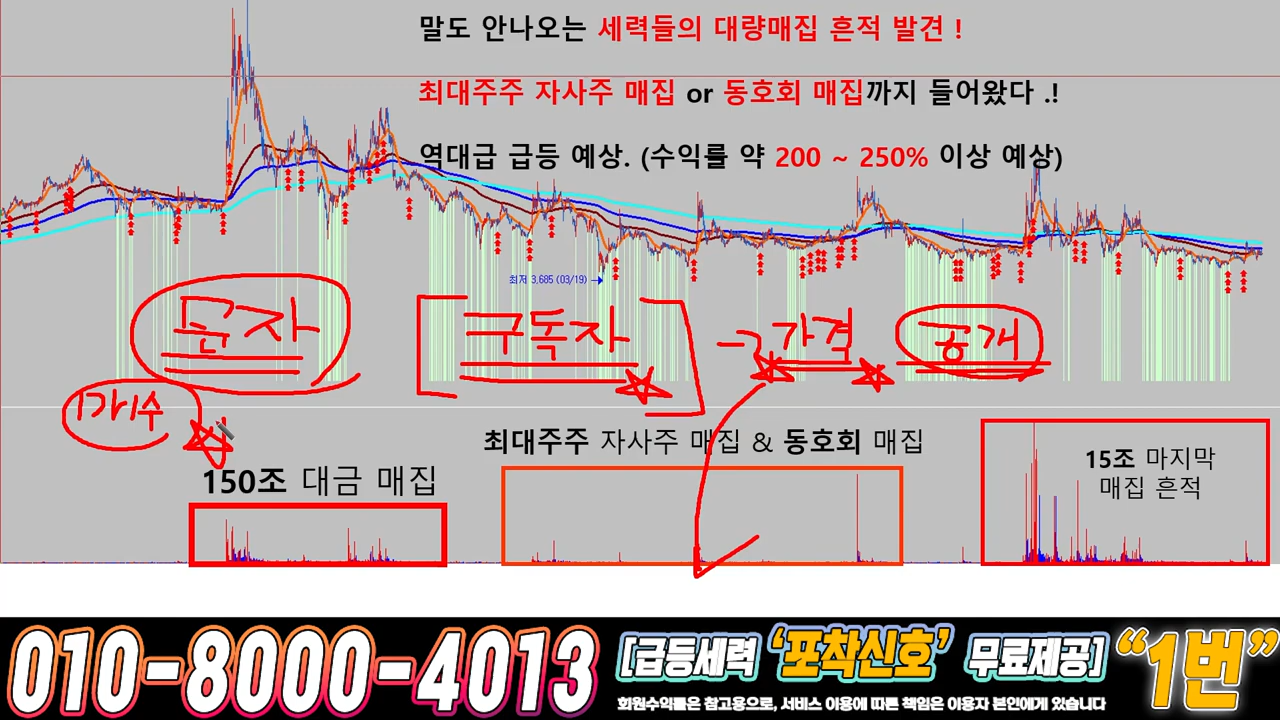 말도 안나오는 세력들의 대량매집 흔적 발견 !
최대주주 자사주 매집 or 동호회 매집까지 들어왔다 .!
역대급 급등 예상. (수익률 약 200 ~ 250% 이상 예상)
최저 3,685 (03/19)
문자
구독자
가격
공개
최대주주 자사주 매집 & 동호회 매집
150조 대금 매집
15조 마지막
매집 흔적
010-8000-4013
[급등세력 '포착신호' 무료제공] "1번"
회원수익률은 참고용으로, 서비스 이용에 따른 책임은 이용자 본인에게 있습니다